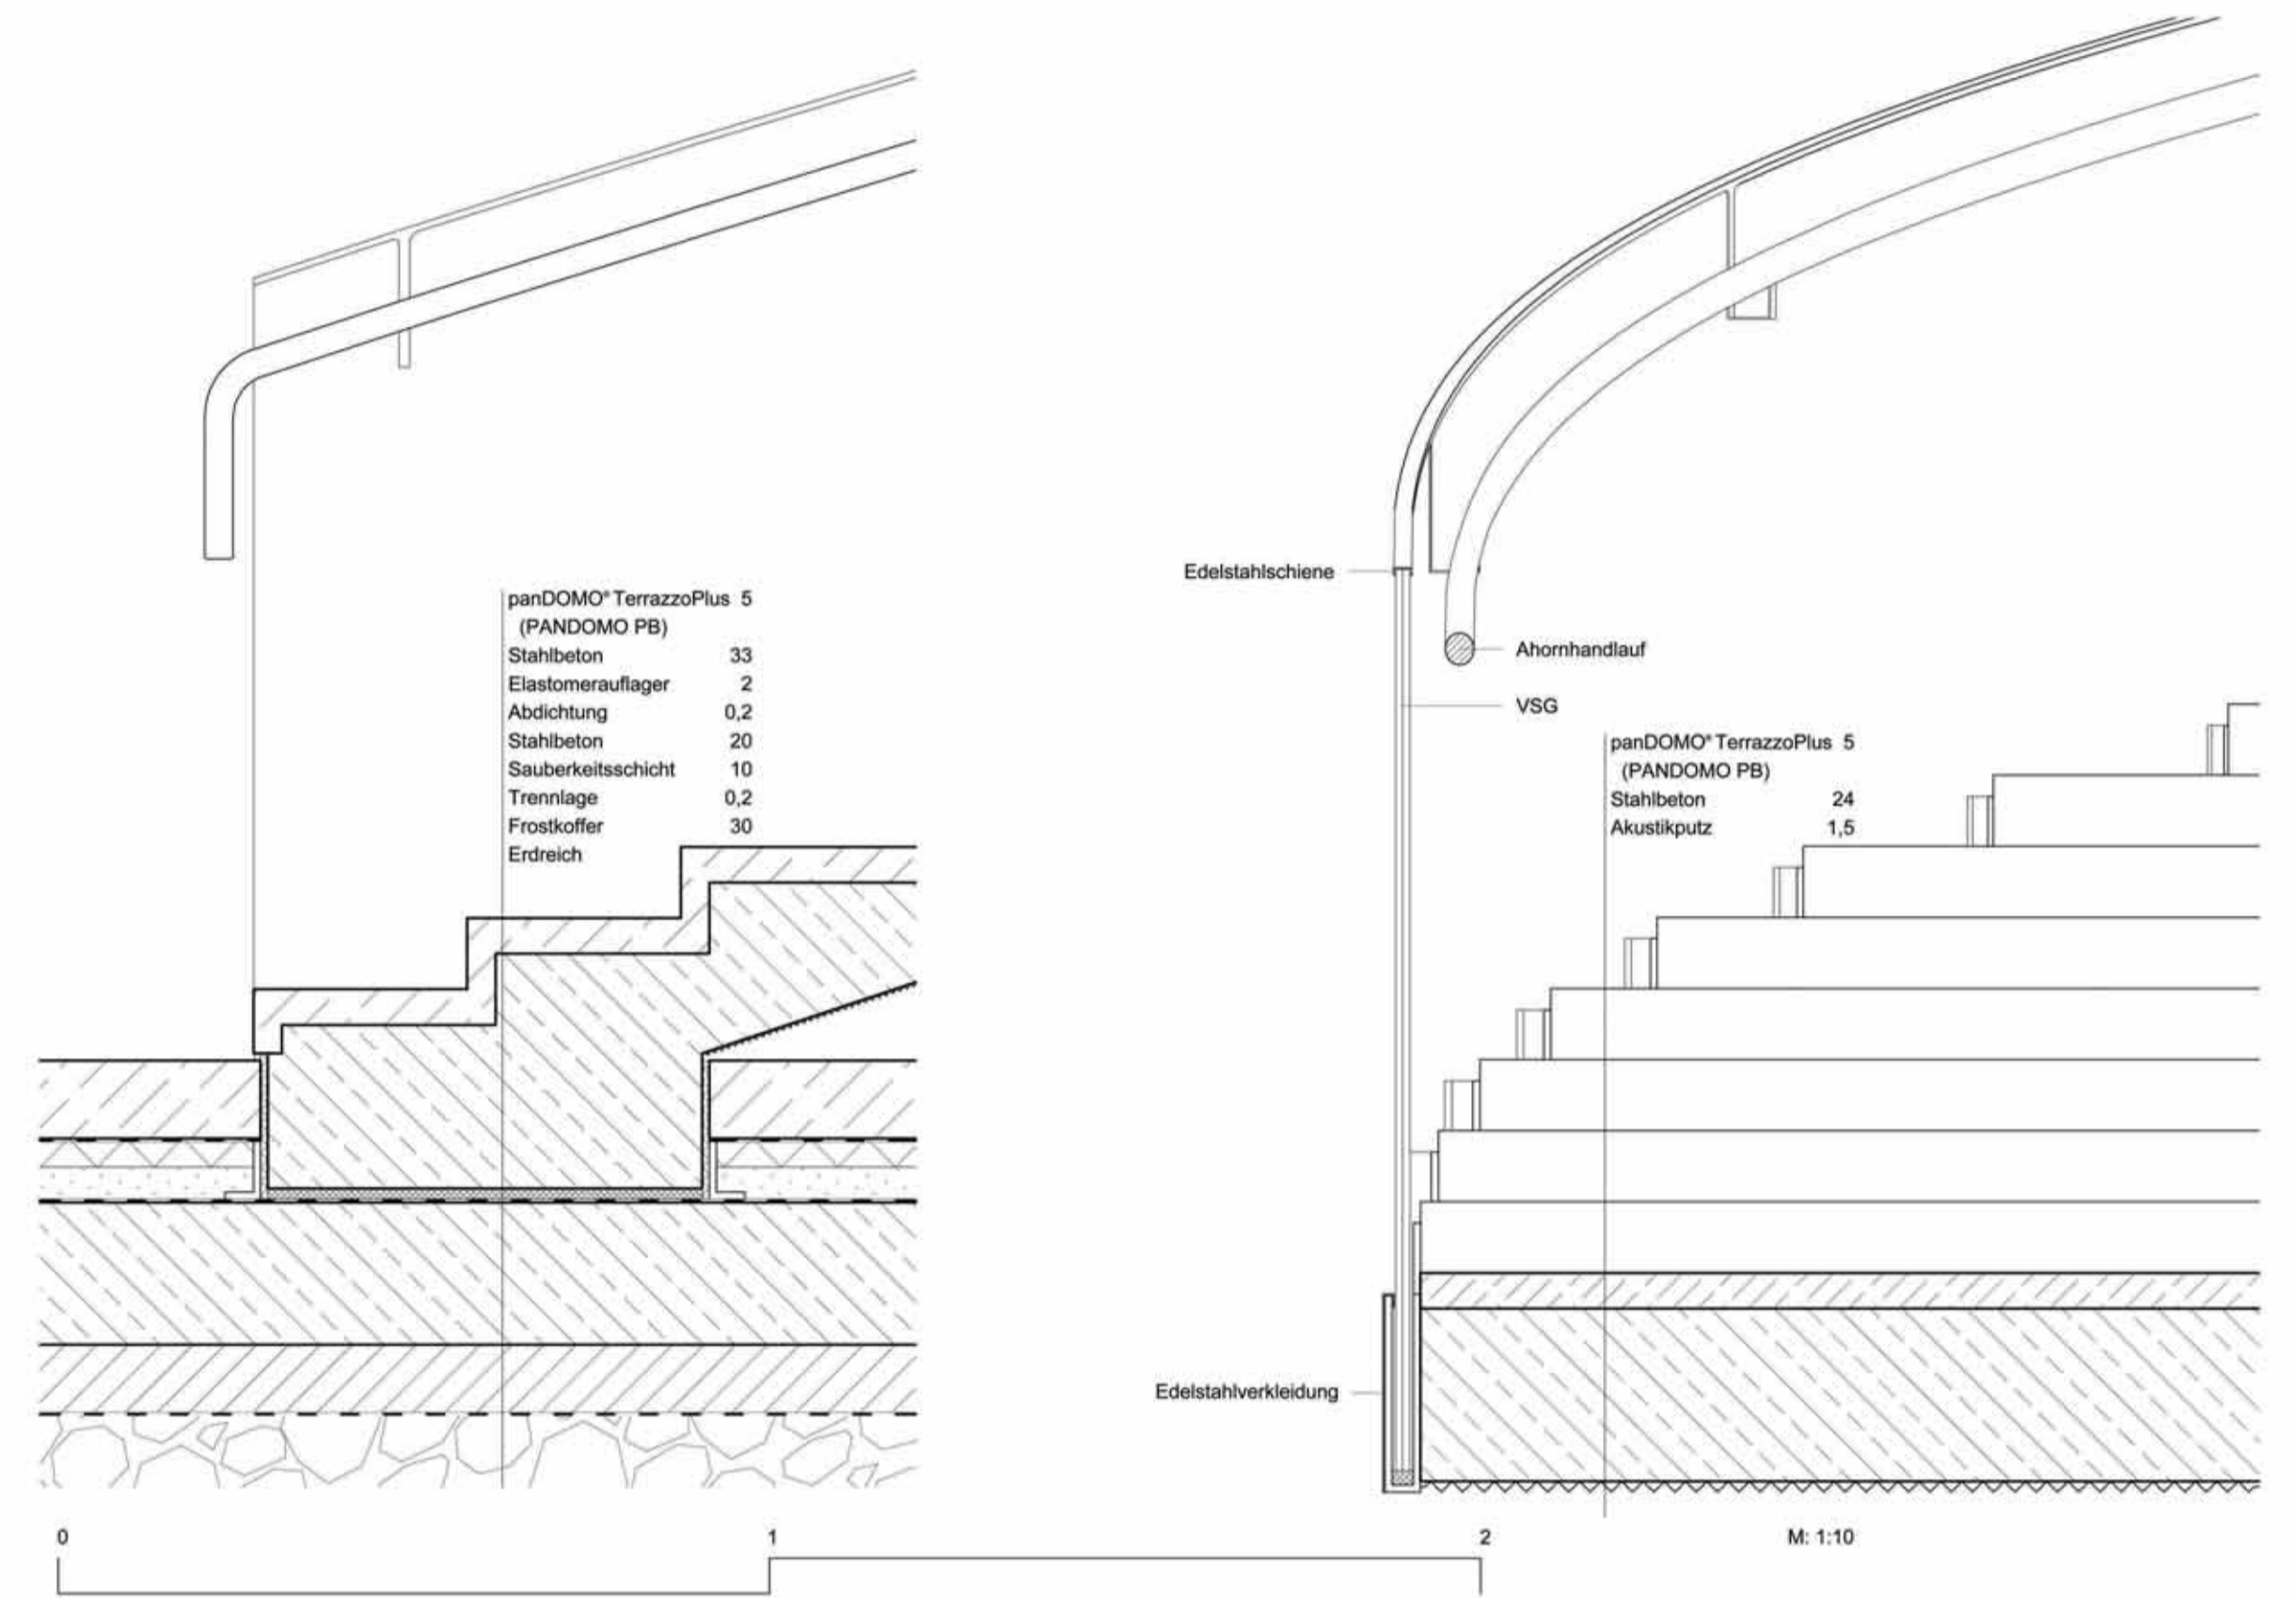 panDOMO® TerrazzoPlus 5
(PANDOMO PB)
Stahlbeton 33
Elastomerauflager 2
Abdichtung 0,2
Stahlbeton 20
Sauberkeitsschicht 10
Trennlage 0,2
Frostkoffer 30
Erdreich
Edelstahlschiene
Ahornhandlauf
VSG
panDOMO® TerrazzoPlus 5
(PANDOMO PB)
Stahlbeton 24
Akustikputz 1,5
Edelstahlverkleidung
0 1 2 M: 1:10